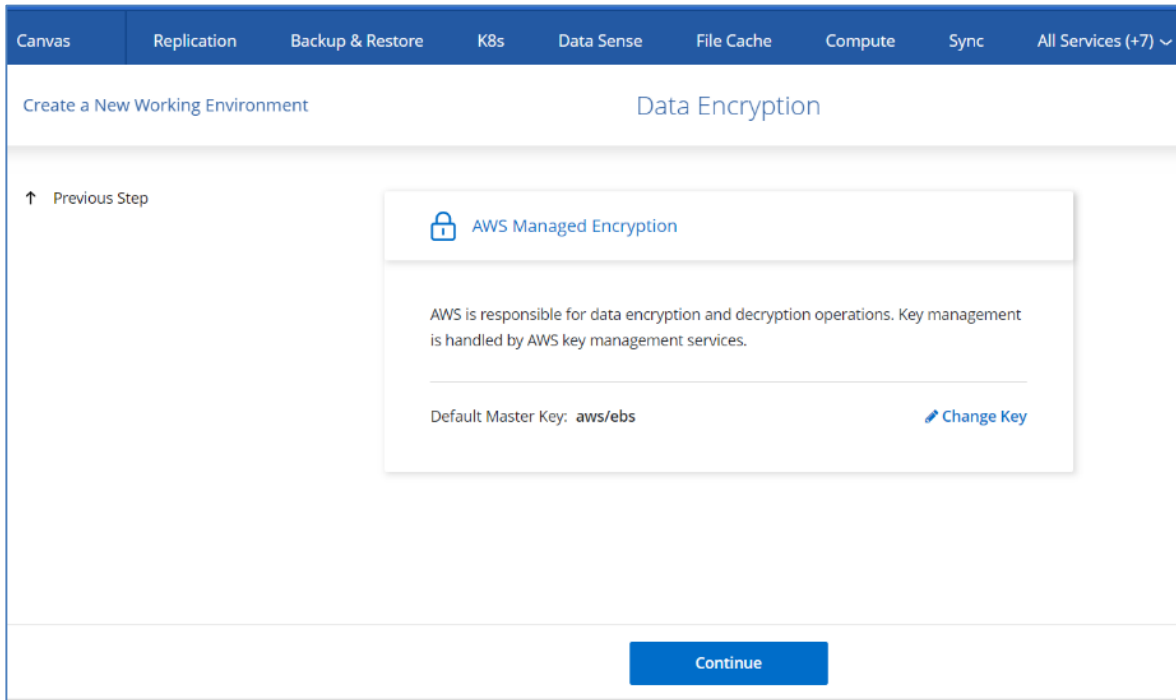 Canvas Replication Backup & Restore K8s Data Sense File Cache Compute Sync All Services (+7)
Create a New Working Environment Data Encryption
↑ Previous Step
AWS Managed Encryption
AWS is responsible for data encryption and decryption operations. Key management
is handled by AWS key management services.
Default Master Key: aws/ebs Change Key
Continue